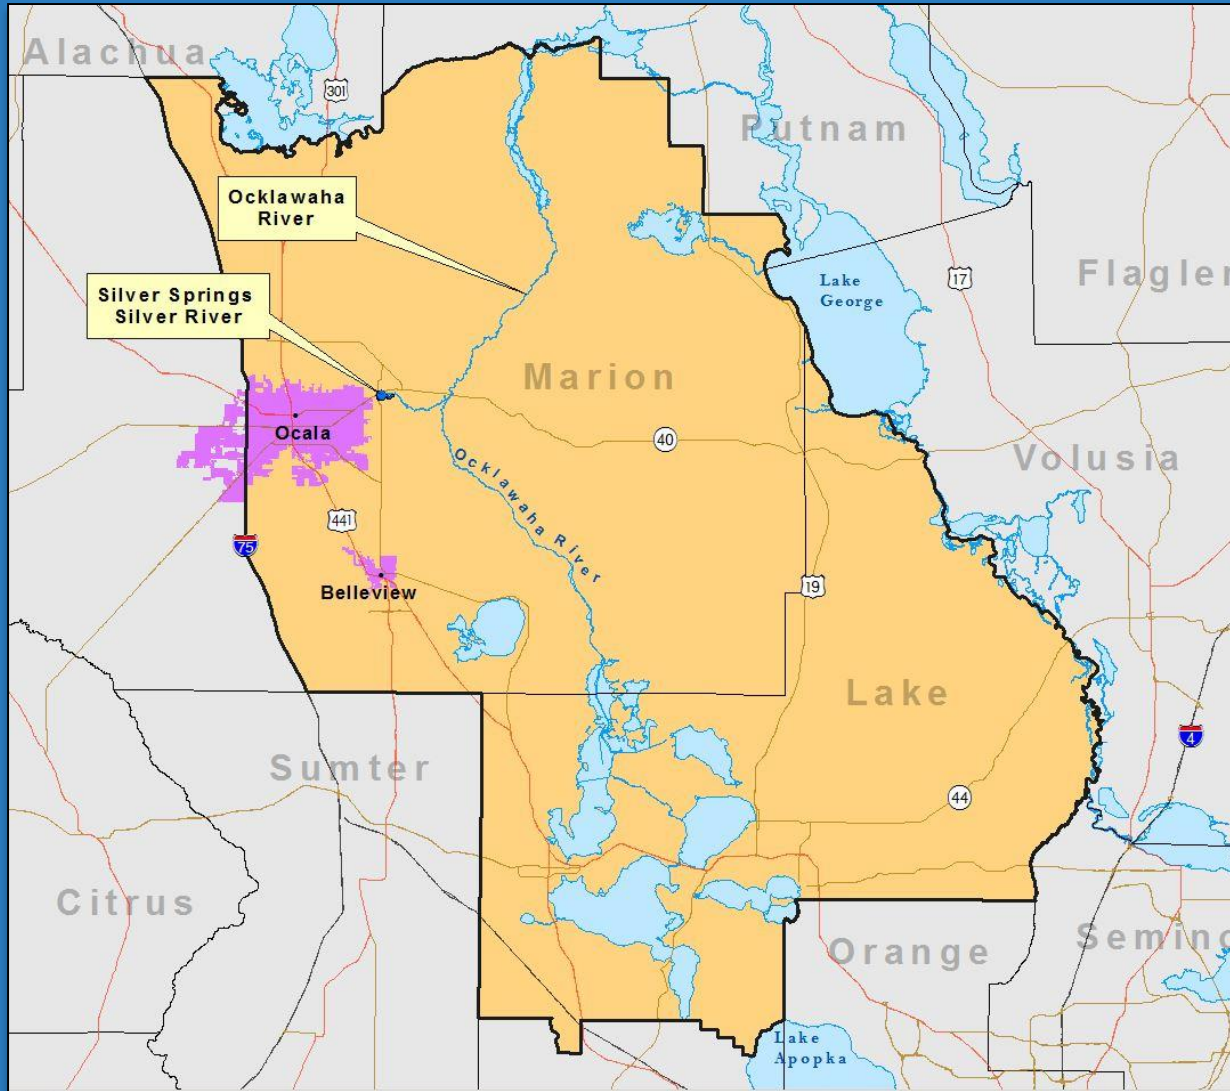 Alachua
301
Putnam
Ocklawaha
River
Lake
George
17
Flagler
Silver Springs
Silver River
Marion
Ocala
40
Volusia
Ocklawaha River
441
75
Belleview
19
Lake
4
Sumter
44
Citrus
Orange
Semino
Lake
Apopka